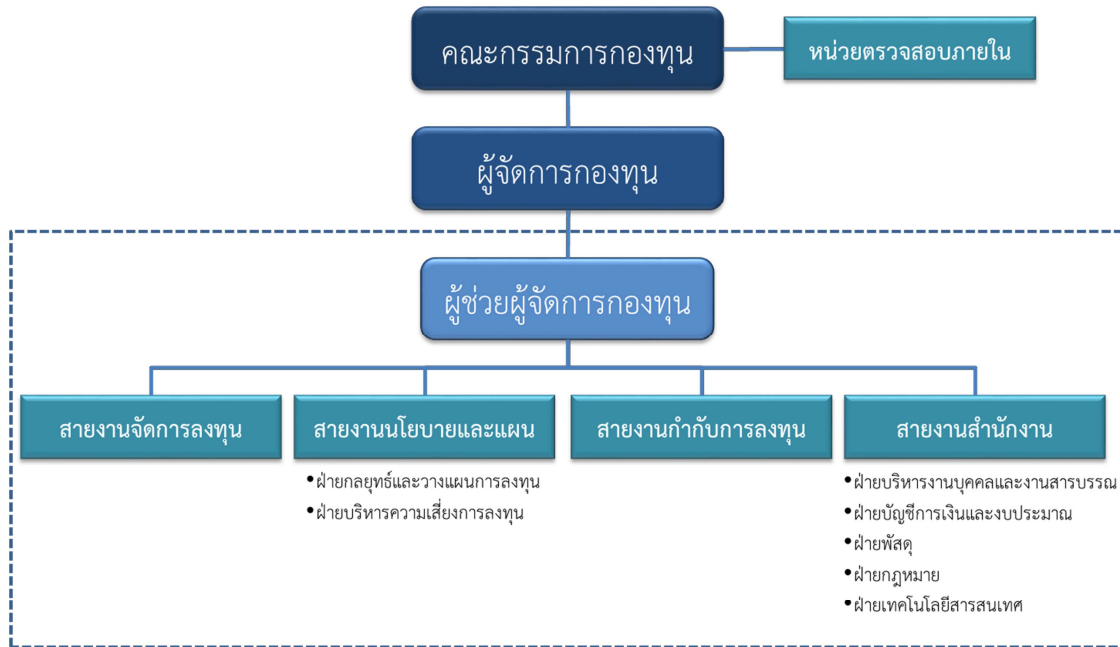 คณะกรรมการกองทุน
หน่วยตรวจสอบภายใน
ผู้จัดการกองทุน
ผู้ช่วยผู้จัดการกองทุน
สายงานจัดการลงทุน
สายงานนโยบายและแผน
•ฝ่ายกลยุทธ์และวางแผนการลงทุน
•ฝ่ายบริหารความเสี่ยงการลงทุน
สายงานกำกับการลงทุน
สายงานสำนักงาน
•ฝ่ายบริหารงานบุคคลและงานสารบรรณ
•ฝ่ายบัญชีการเงินและงบประมาณ
•ฝ่ายพัสดุ
•ฝ่ายกฎหมาย
•ฝ่ายเทคโนโลยีสารสนเทศ